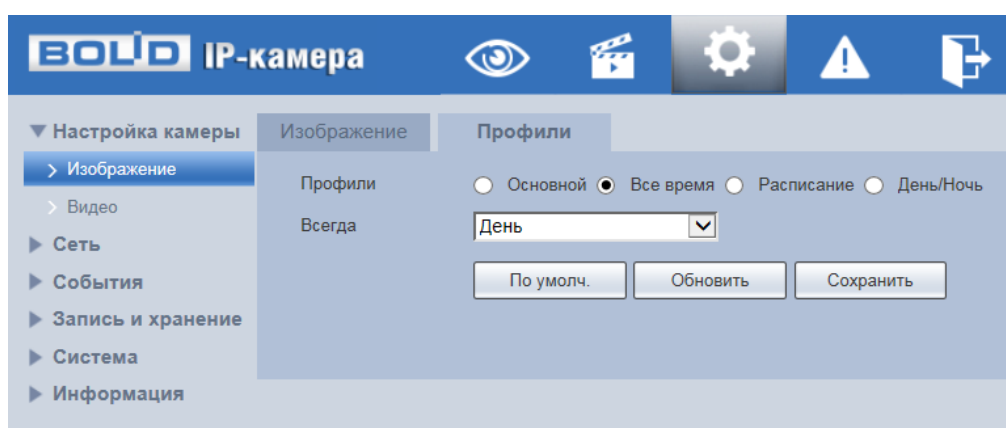 BOLID IP-камера
Настройка камеры
Изображение
Профили
Изображение
Профили
Основной
Все время
Расписание
День/Ночь
Видео
Всегда
День
Сеть
По умолч.
Обновить
Сохранить
События
Запись и хранение
Система
Информация